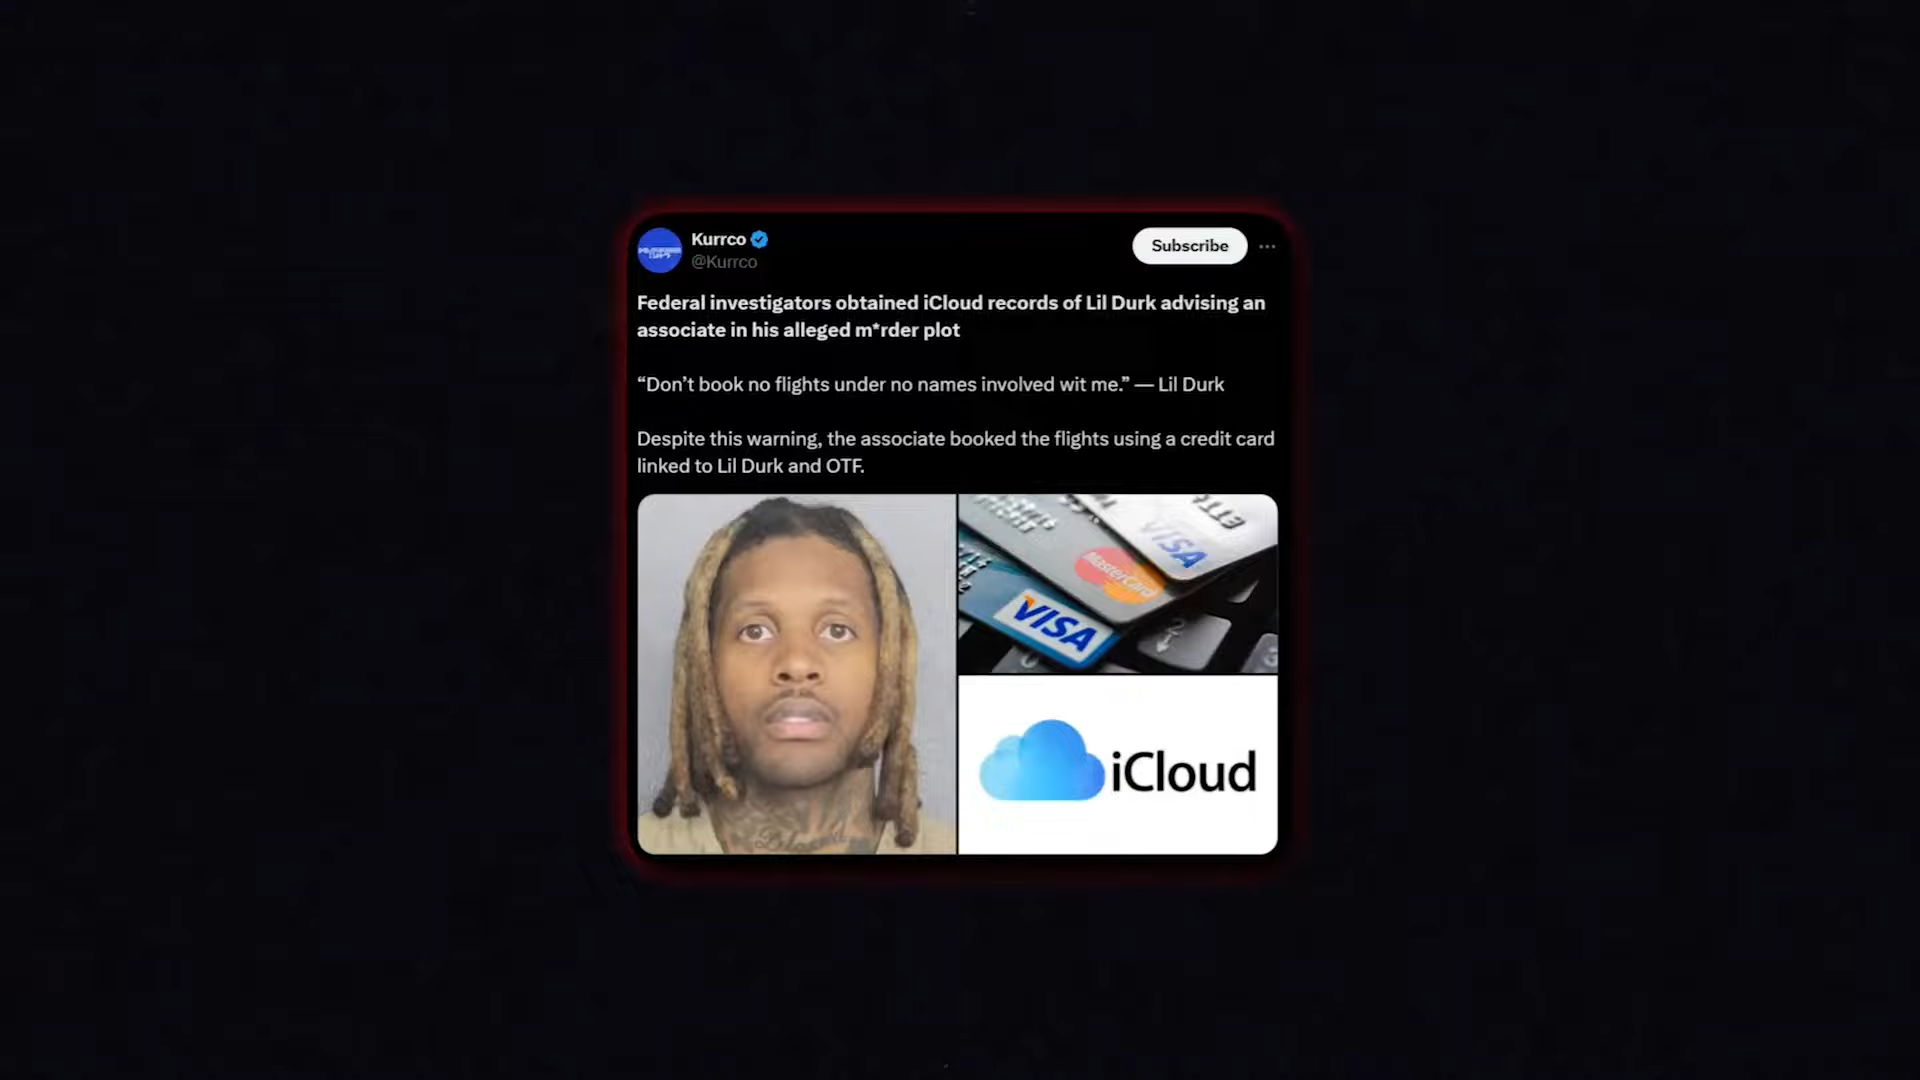 Kurrco
@Kurrco
Subscribe
Federal investigators obtained iCloud records of Lil Durk advising an
associate in his alleged m*rder plot
“Don’t book no flights under no names involved wit me.” — Lil Durk
Despite this warning, the associate booked the flights using a credit card
linked to Lil Durk and OTF.
VISA
MasterCard
VISA
iCloud